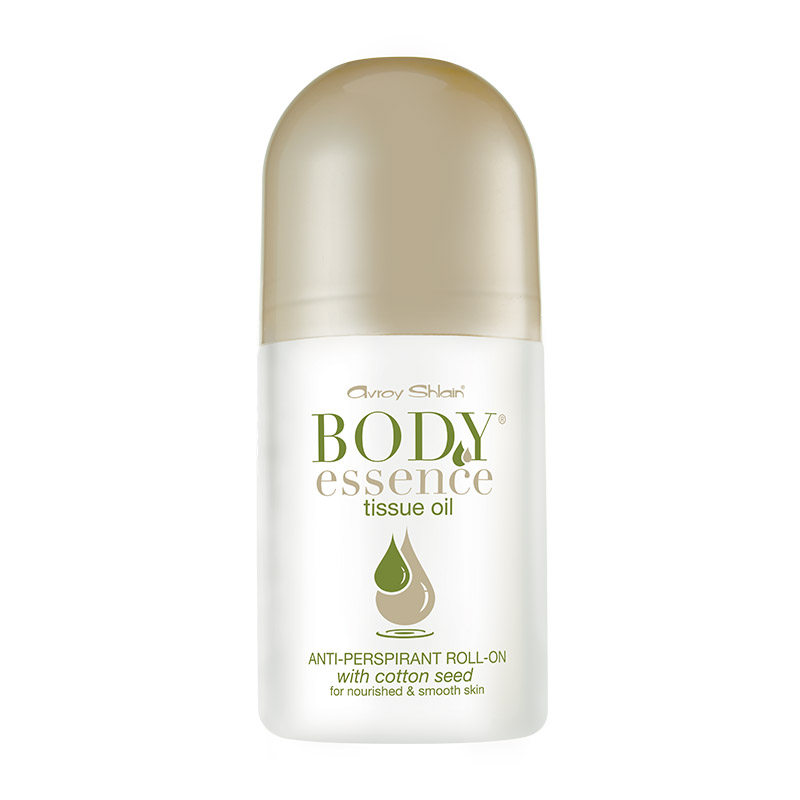 avroy Shlain®
BODY®
essence
tissue oil
ANTI-PERSPIRANT ROLL-ON
with cotton seed
for nourished & smooth skin